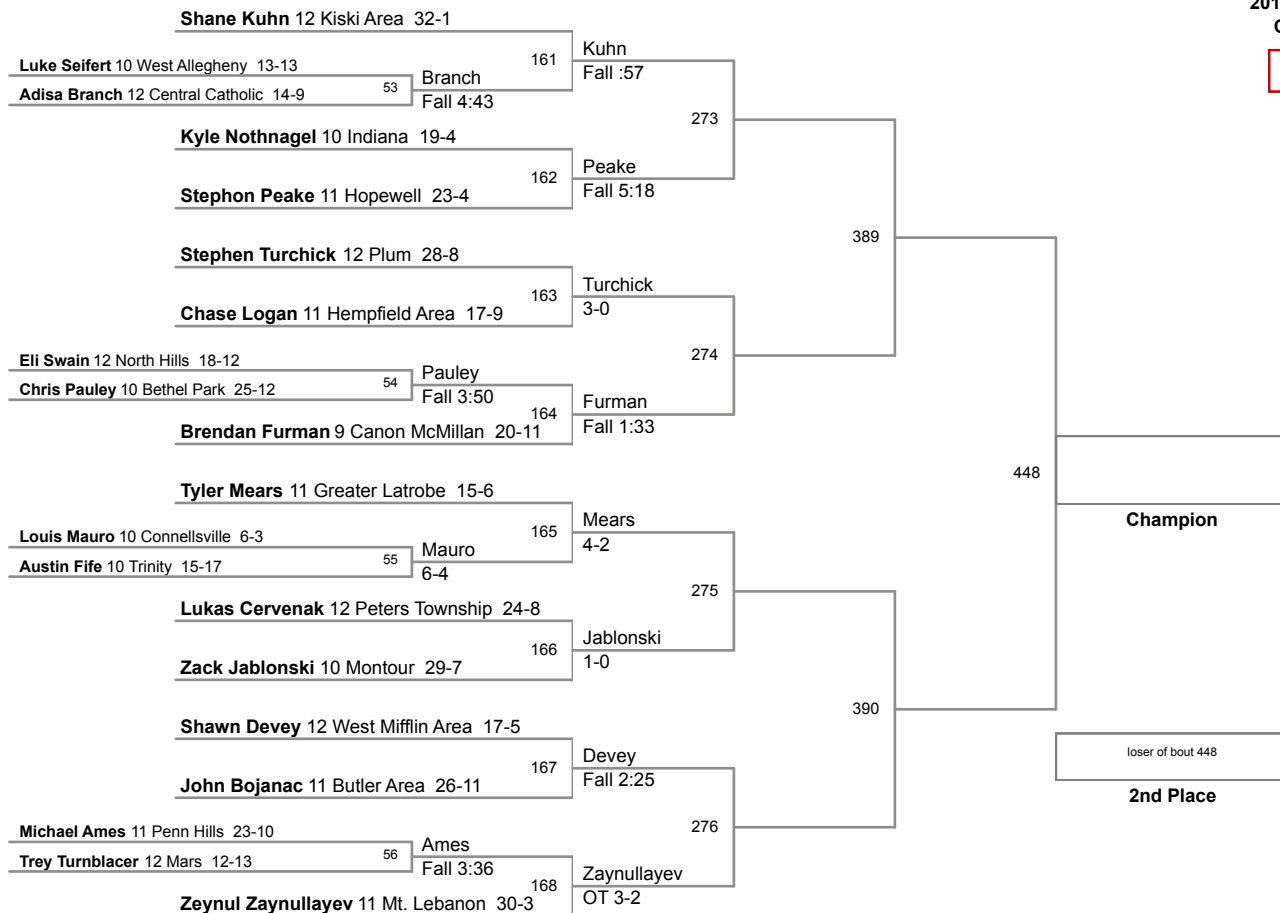 201
Shane Kuhn 12 Kiski Area 32-1
C
Kuhn
161
Luke Seifert 10 West Allegheny 13-13
Fall :57
Branch
53
Adisa Branch 12 Central Catholic 14-9
Fall 4:43
273
Kyle Nothnagel 10 Indiana 19-4
Peake
162
Fall 5:18
Stephon Peake 11 Hopewell 23-4
389
Stephen Turchick 12 Plum 28-8
Turchick
163
3-0
Chase Logan 11 Hempfield Area 17-9
274
Eli Swain 12 North Hills 18-12
Pauley
54
Chris Pauley 10 Bethel Park 25-12
Fall 3:50
Furman
164
Fall 1:33
Brendan Furman 9 Canon McMillan 20-11
448
Tyler Mears 11 Greater Latrobe 15-6
Mears
Champion
165
Louis Mauro 10 Connellsville 6-3
4-2
Mauro
55
Austin Fife 10 Trinity 15-17
6-4
275
Lukas Cervenak 12 Peters Township 24-8
Jablonski
166
1-0
Zack Jablonski 10 Montour 29-7
390
Shawn Devey 12 West Mifflin Area 17-5
Devey
loser of bout 448
167
Fall 2:25
John Bojanac 11 Butler Area 26-11
2nd Place
276
Michael Ames 11 Penn Hills 23-10
Ames
56
Trey Turnblacer 12 Mars 12-13
Fall 3:36
Zaynullayev
168
OT 3-2
Zeynul Zaynullayev 11 Mt. Lebanon 30-3